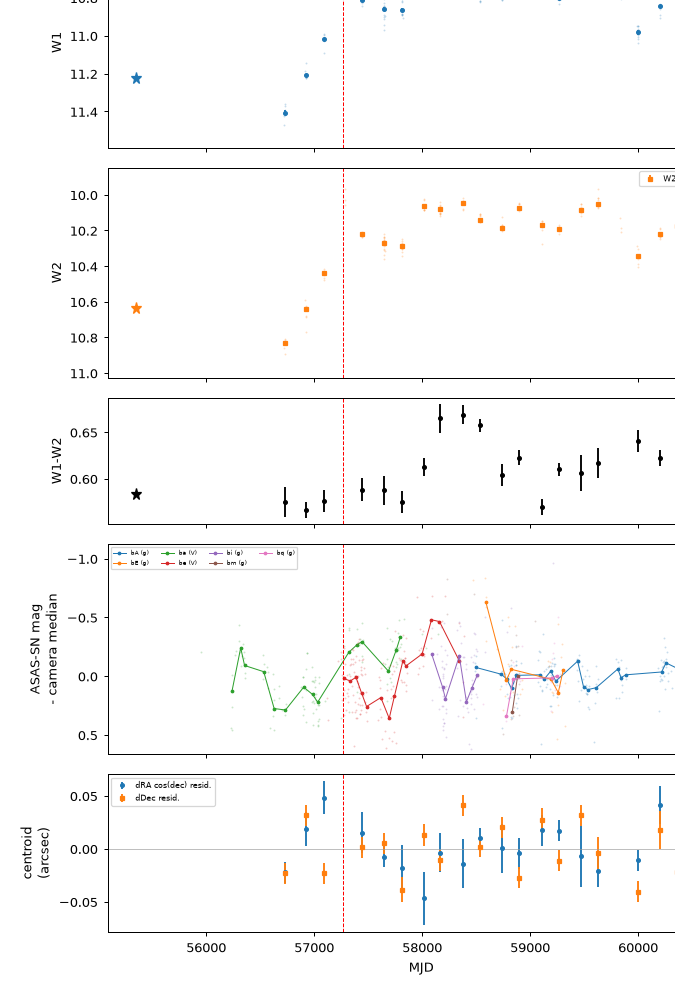 10.8
11.0
11.2
11.4
W1
10.0
10.2
10.4
10.6
10.8
11.0
W2
W2
0.65
0.60
W1-W2
−1.0
−0.5
0.0
0.5
ASAS-SN mag
- camera median
bA (g) ba (V) bi (g) bq (g)
bE (g) be (V) bm (g)
0.05
0.00
−0.05
centroid
(arcsec)
dRA cos(dec) resid.
dDec resid.
56000 57000 58000 59000 60000
MJD